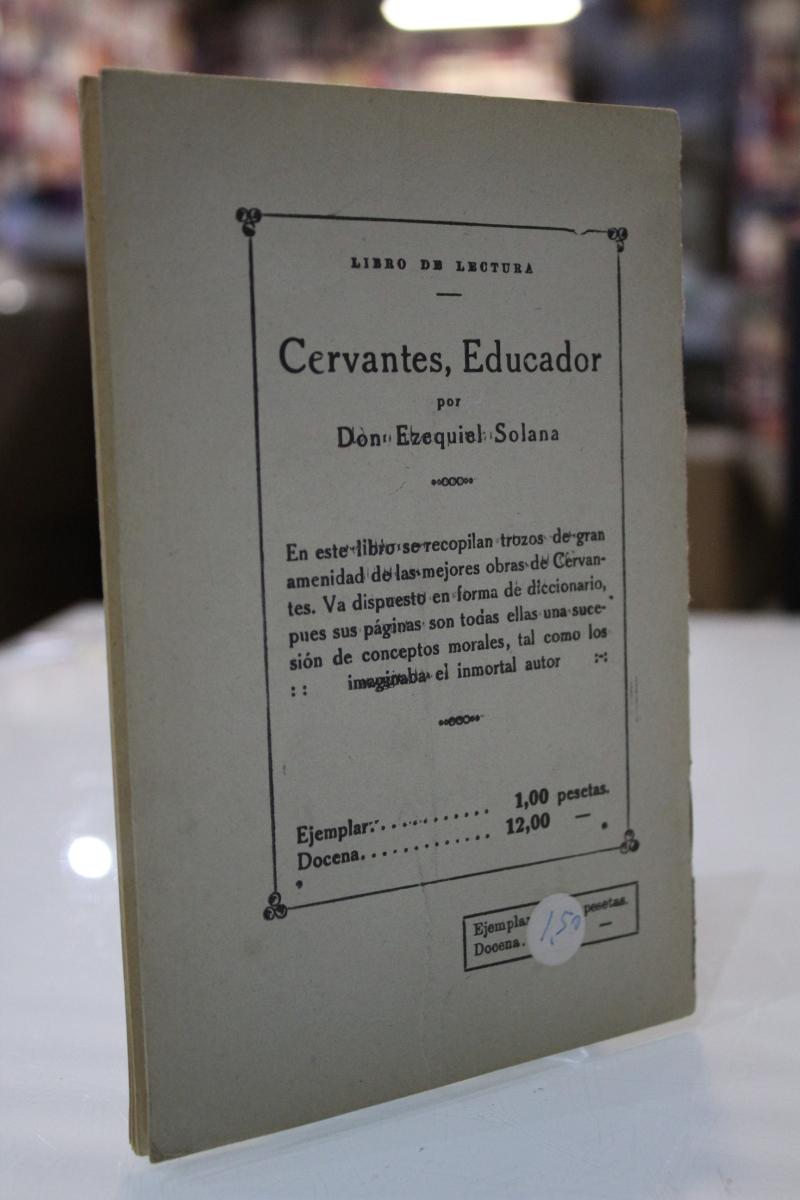 LIBRO DE LECTURA
Cervantes, Educador
por
Don Ezequiel Solana
En este libro se recopilan trozos de gran
amenidad de las mejores obras de Cervan-
tes. Va dispuesto en forma de diccionario,
pues sus páginas son todas ellas una suce-
sión de conceptos morales, tal como los
: : imaginaba el inmortal autor : :
Ejemplar. . . . . . . . . . . 1,00 pesetas.
Docena. . . . . . . . . . . . 12,00 —
Ejemplar pesetas.
Docena. —
1,50